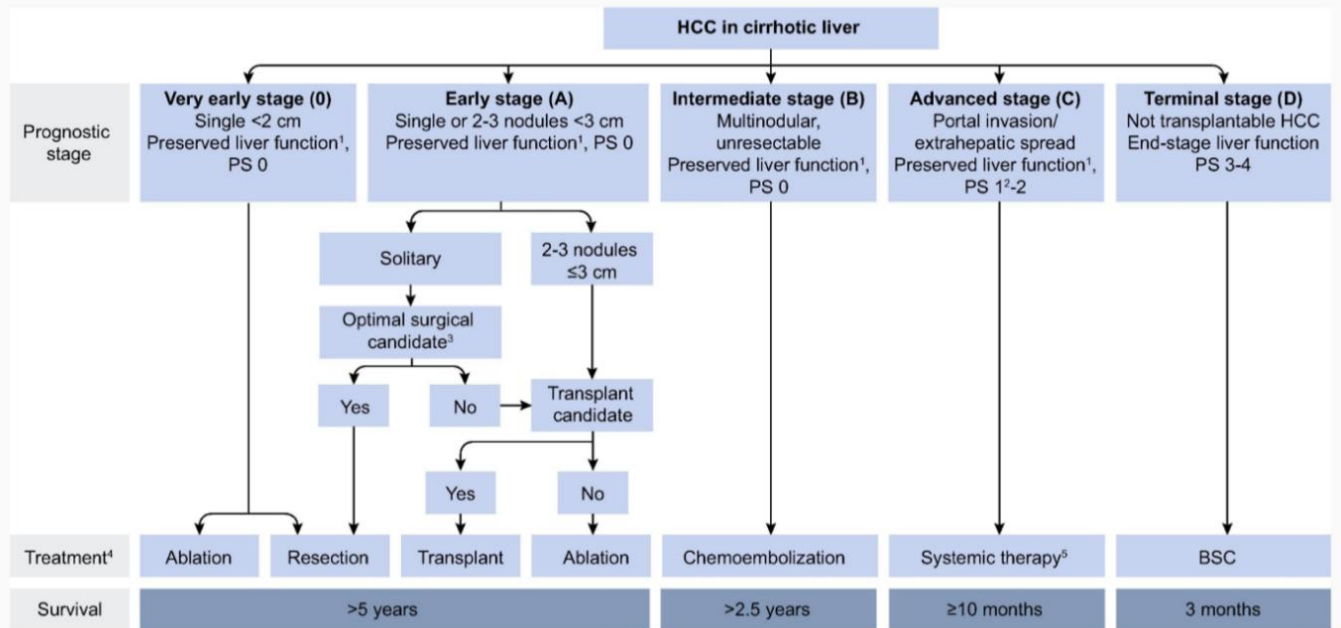 HCC in cirrhotic liver
Prognostic
stage
Very early stage (0)
Single <2 cm
Preserved liver function¹,
PS 0
Early stage (A)
Single or 2-3 nodules <3 cm
Preserved liver function¹, PS 0
Intermediate stage (B)
Multinodular,
unresectable
Preserved liver function¹,
PS 0
Advanced stage (C)
Portal invasion/
extrahepatic spread
Preserved liver function¹,
PS 1²-2
Terminal stage (D)
Not transplantable HCC
End-stage liver function
PS 3-4
Solitary
2-3 nodules
≤3 cm
Optimal surgical
candidate³
Yes
No
Transplant
candidate
Yes
No
Treatment⁴
Ablation
Resection
Transplant
Ablation
Chemoembolization
Systemic therapy⁵
BSC
Survival
>5 years
>2.5 years
≥10 months
3 months